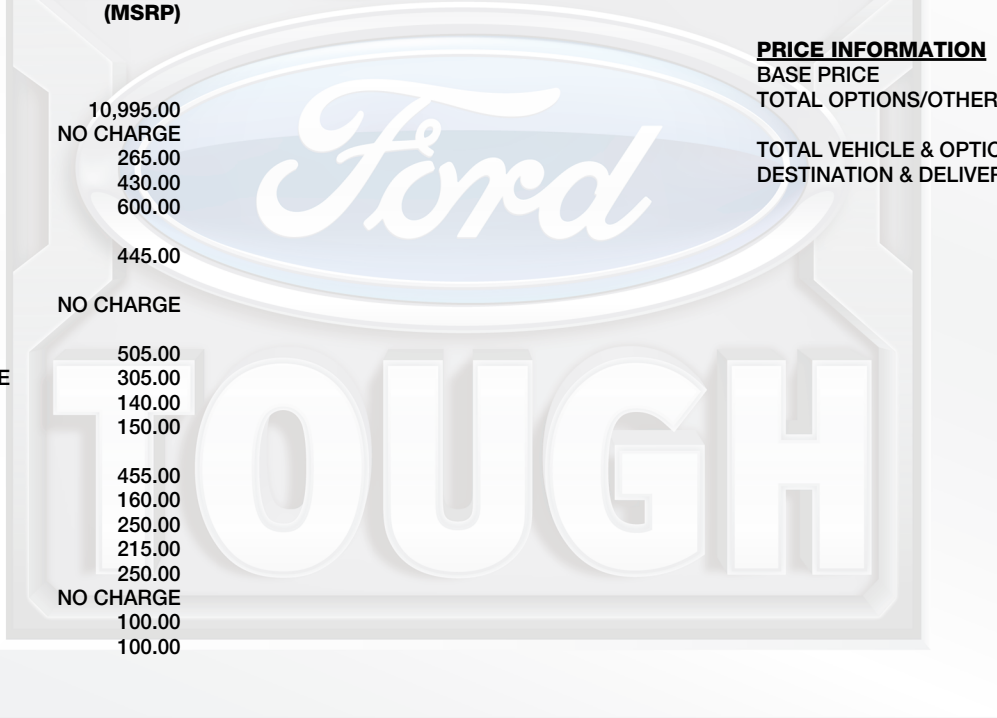 (MSRP)
10,995.00
NO CHARGE
265.00
430.00
600.00
445.00
NO CHARGE
505.00
E 305.00
140.00
150.00
455.00
160.00
250.00
215.00
250.00
NO CHARGE
100.00
100.00
PRICE INFORMATION
BASE PRICE
TOTAL OPTIONS/OTHER
TOTAL VEHICLE & OPTIO
DESTINATION & DELIVER
Ford
TOUGH